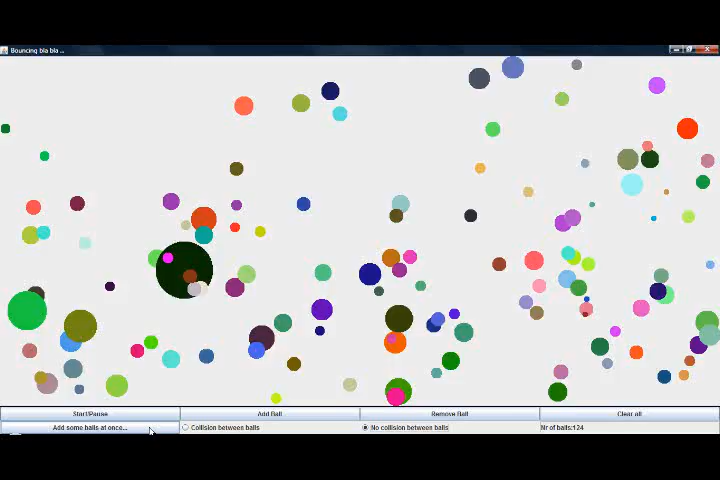 Bouncing bla bla ...
Start/Pause
Add Ball
Remove Ball
Clear all
Add some balls at once...
Collision between balls
No collision between balls
Nr of balls:124